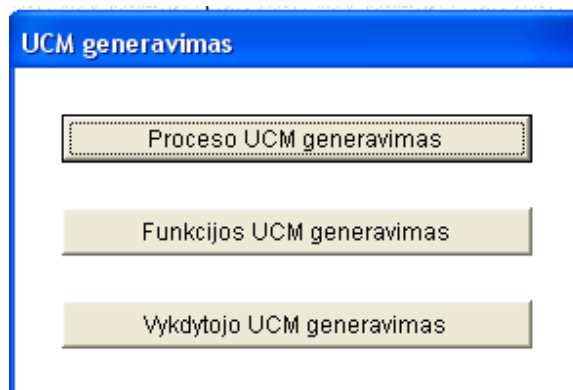 UCM generavimas
Proceso UCM generavimas
Funkcijos UCM generavimas
Vykdytojo UCM generavimas